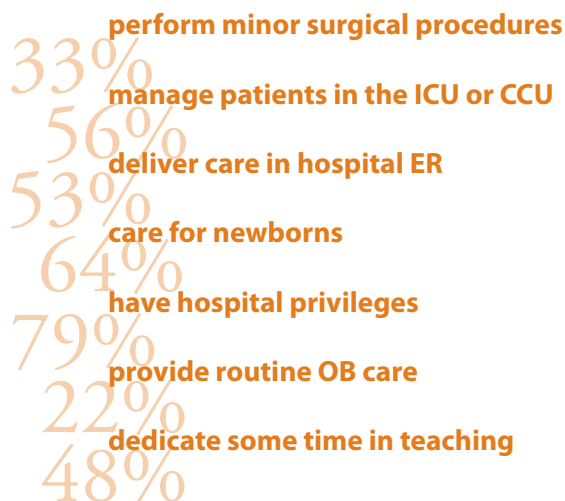 perform minor surgical procedures
33%
manage patients in the ICU or CCU
56%
deliver care in hospital ER
53%
care for newborns
64%
have hospital privileges
79%
provide routine OB care
22%
dedicate some time in teaching
48%